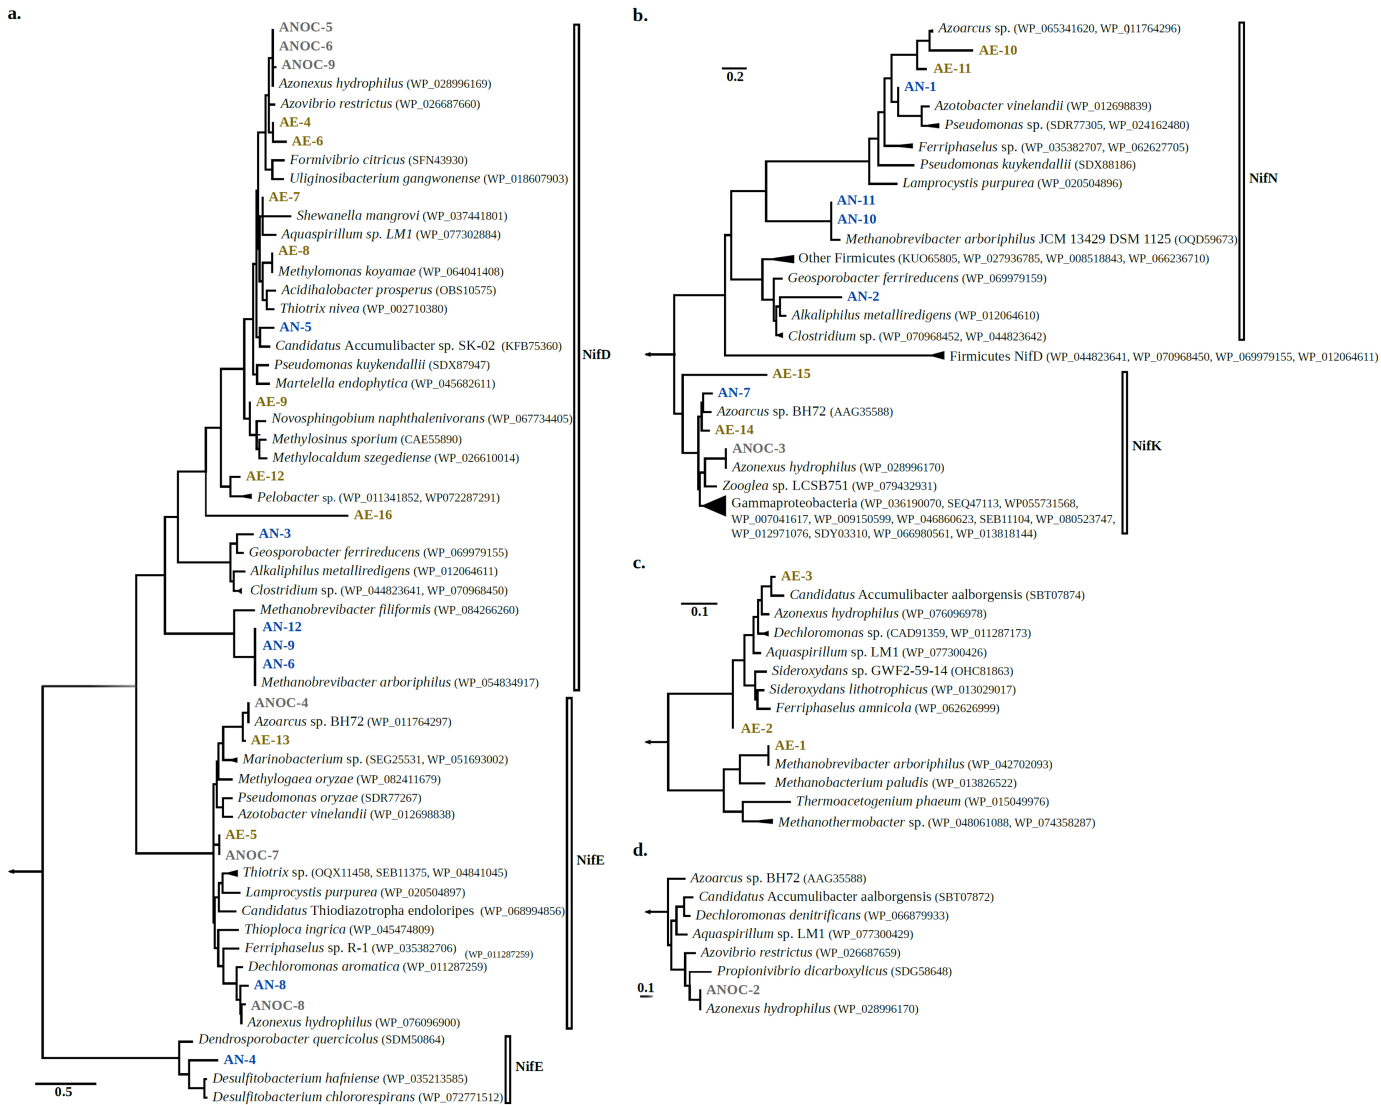 a.
ANOC-5
ANOC-6
ANOC-9
Azonexus hydrophilus (WP_028996169)
Azovibrio restrictus (WP_026687660)
AE-4
AE-6
Formivibrio citricus (SFN43930)
Uliginosibacterium gangwonense (WP_018607903)
AE-7
Shewanella mangrovi (WP_037441801)
Aquaspirillum sp. LM1 (WP_077302884)
AE-8
Methylomonas koyamae (WP_064041408)
Acidihalobacter prosperus (OBS10575)
Thiotrix nivea (WP_002710380)
AN-5
Candidatus Accumulibacter sp. SK-02 (KFB75360)
NifD
Pseudomonas kuykendallii (SDX87947)
Martelella endophytica (WP_045682611)
AE-9
Novosphingobium naphthalenivorans (WP_067734405)
Methylosinus sporium (CAE55890)
Methylocaldum szegediense (WP_026610014)
AE-12
Pelobacter sp. (WP_011341852, WP072287291)
AE-16
AN-3
Geosporobacter ferrireducens (WP_069979155)
Alkaliphilus metalliredigens (WP_012064611)
Clostridium sp. (WP_044823641, WP_070968450)
Methanobrevibacter filiformis (WP_084266260)
AN-12
AN-9
AN-6
Methanobrevibacter arboriphilus (WP_054834917)
ANOC-4
Azoarcus sp. BH72 (WP_011764297)
AE-13
Marinobacterium sp. (SEG25531, WP_051693002)
Methylogaea oryzae (WP_082411679)
Pseudomonas oryzae (SDR77267)
Azotobacter vinelandii (WP_012698838)
AE-5
ANOC-7
NifE
Thiotrix sp. (OQX11458, SEB11375, WP_04841045)
Lamprocystis purpurea (WP_020504897)
Candidatus Thiodiazotropha endoloripes (WP_068994856)
Thioploca ingrica (WP_045474809)
Ferriphaselus sp. R-1 (WP_035382706) (WP_011287259)
Dechloromonas aromatica (WP_011287259)
AN-8
ANOC-8
Azonexus hydrophilus (WP_076096900)
Dendrosporobacter quercicolus (SDM50864)
AN-4
NifE
Desulfitobacterium hafniense (WP_035213585)
Desulfitobacterium chlororespirans (WP_072771512)
0.5
b.
0.2
Azoarcus sp. (WP_065341620, WP_011764296)
AE-10
AE-11
AN-1
Azotobacter vinelandii (WP_012698839)
Pseudomonas sp. (SDR77305, WP_024162480)
Ferriphaselus sp. (WP_035382707, WP_062627705)
Pseudomonas kuykendallii (SDX88186)
NifN
Lamprocystis purpurea (WP_020504896)
AN-11
AN-10
Methanobrevibacter arboriphilus JCM 13429 DSM 1125 (OQD59673)
Other Firmicutes (KUO65805, WP_027936785, WP_008518843, WP_066236710)
Geosporobacter ferrireducens (WP_069979159)
AN-2
Alkaliphilus metalliredigens (WP_012064610)
Clostridium sp. (WP_070968452, WP_044823642)
Firmicutes NifD (WP_044823641, WP_070968450, WP_069979155, WP_012064611)
AE-15
AN-7
Azoarcus sp. BH72 (AAG35588)
AE-14
ANOC-3
NifK
Azonexus hydrophilus (WP_028996170)
Zooglea sp. LCSB751 (WP_079432931)
Gammaproteobacteria (WP_036190070, SEQ47113, WP055731568,
WP_007041617, WP_009150599, WP_046860623, SEB11104, WP_080523747,
WP_012971076, SDY03310, WP_066980561, WP_013818144)
c.
0.1
AE-3
Candidatus Accumulibacter aalborgensis (SBT07874)
Azonexus hydrophilus (WP_076096978)
Dechloromonas sp. (CAD91359, WP_011287173)
Aquaspirillum sp. LM1 (WP_077300426)
Sideroxydans sp. GWF2-59-14 (OHC81863)
Sideroxydans lithotrophicus (WP_013029017)
Ferriphaselus amnicola (WP_062626999)
AE-2
AE-1
Methanobrevibacter arboriphilus (WP_042702093)
Methanobacterium paludis (WP_013826522)
Thermoacetogenium phaeum (WP_015049976)
Methanothermobacter sp. (WP_048061088, WP_074358287)
d.
Azoarcus sp. BH72 (AAG35588)
Candidatus Accumulibacter aalborgensis (SBT07872)
Dechloromonas denitrificans (WP_066879933)
Aquaspirillum sp. LM1 (WP_077300429)
Azovibrio restrictus (WP_026687659)
Propionivibrio dicarboxylicus (SDG58648)
0.1
ANOC-2
Azonexus hydrophilus (WP_028996170)